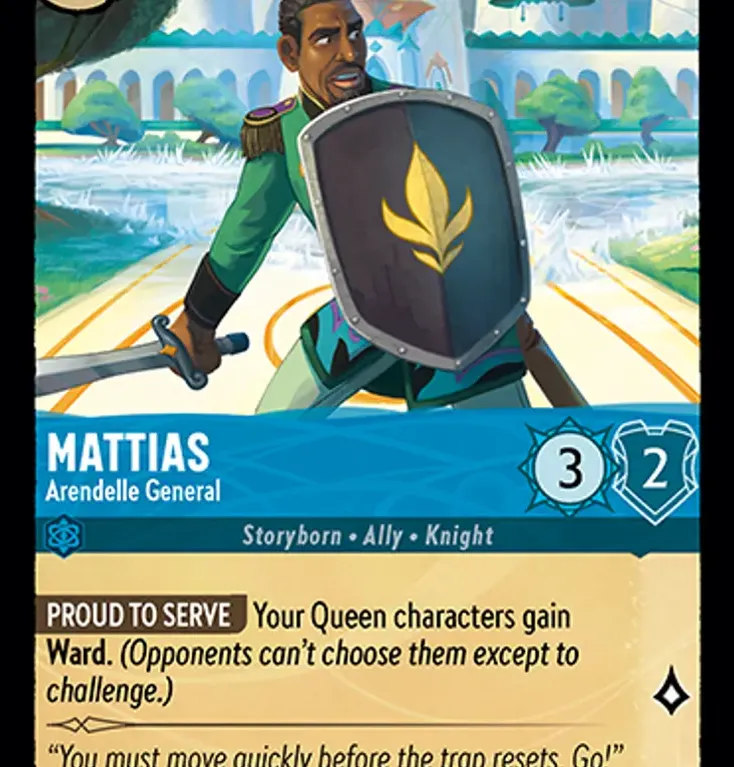 MATTIAS
Arendelle General
3
2
Storyborn • Ally • Knight
PROUD TO SERVE Your Queen characters gain
Ward. (Opponents can't choose them except to
challenge.)
"You must move quickly before the trap resets. Go!"